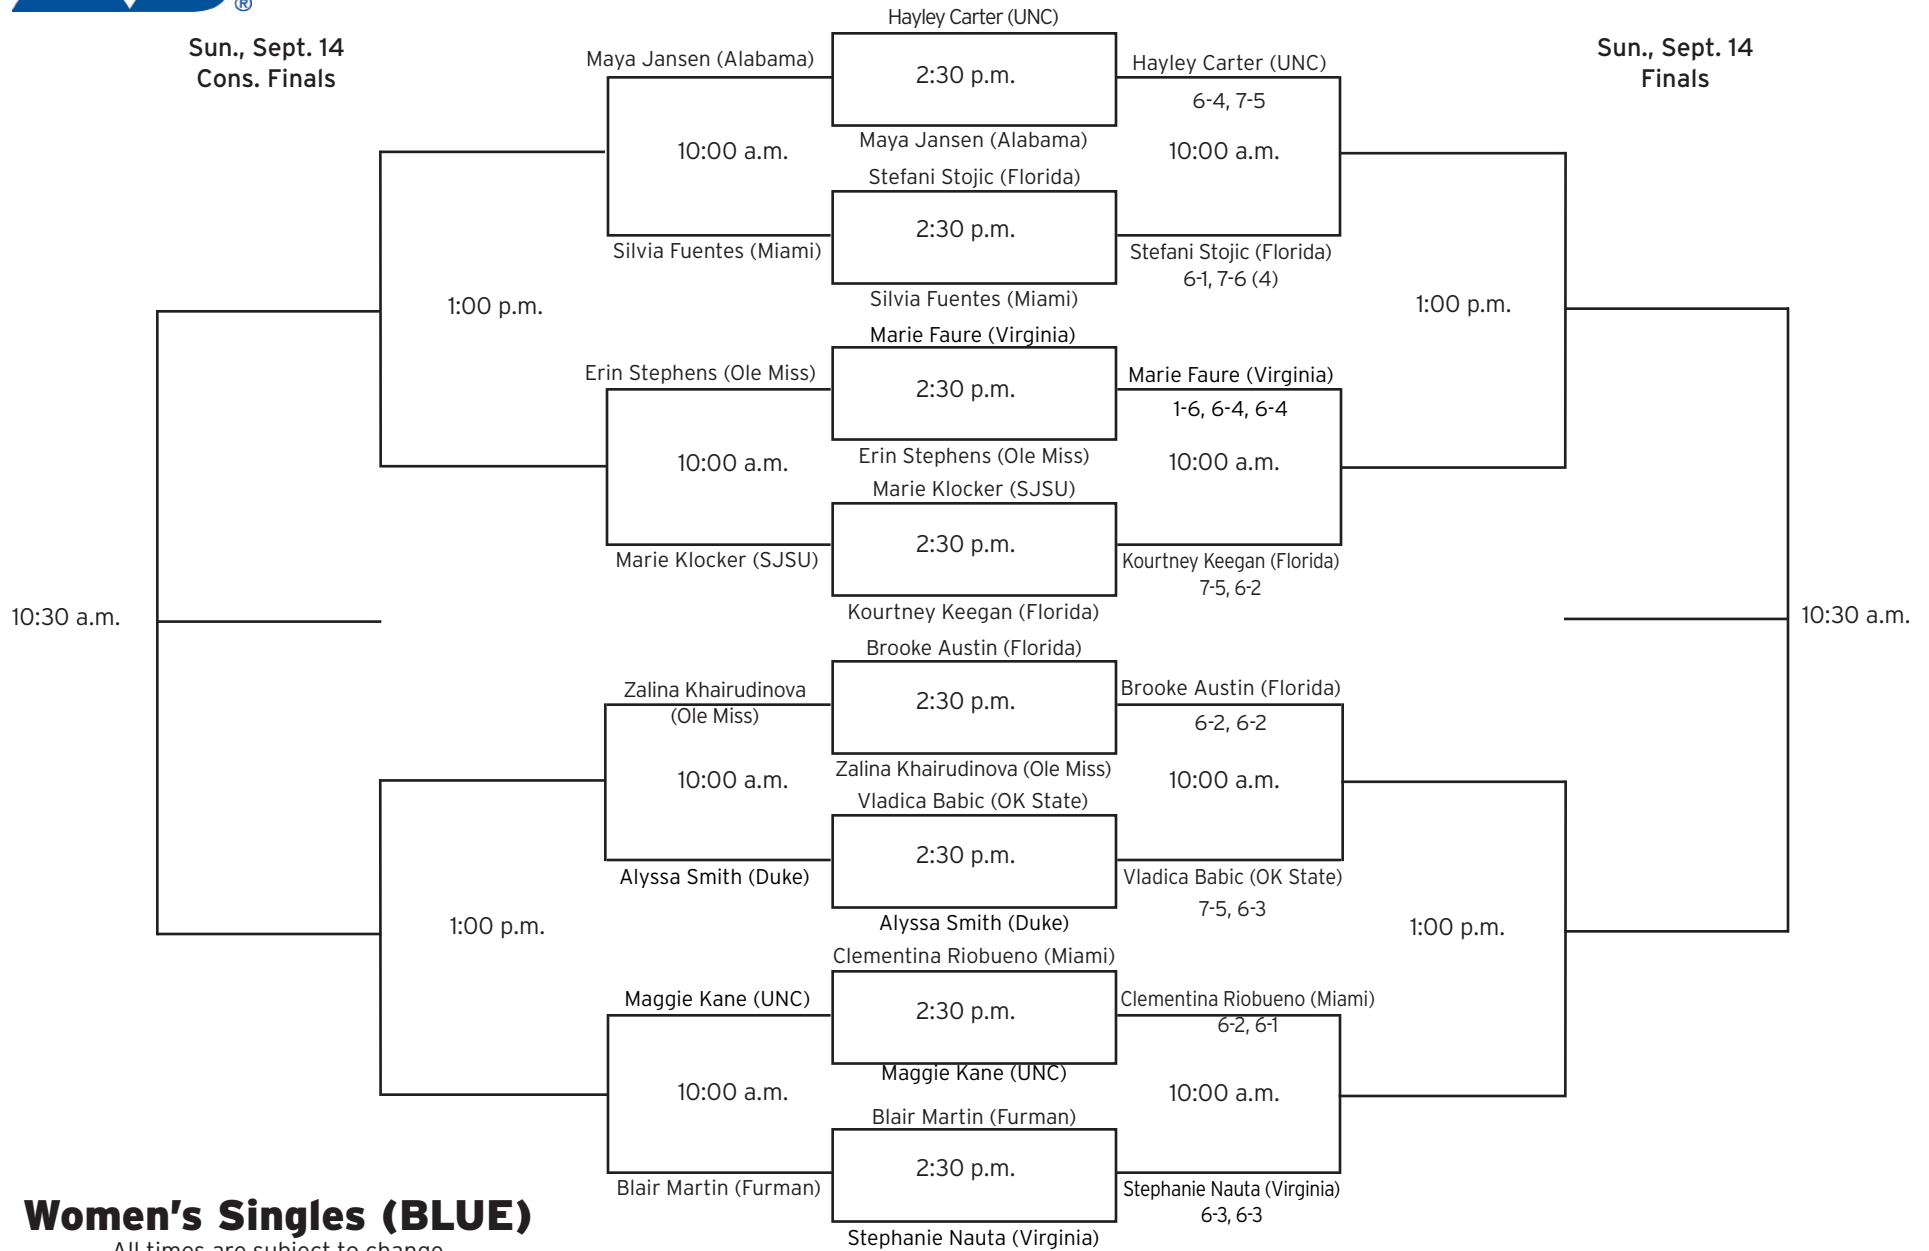 ®
Sun., Sept. 14
Cons. Finals
Sun., Sept. 14
Finals
Hayley Carter (UNC)
Maya Jansen (Alabama)
2:30 p.m.
Hayley Carter (UNC)
6-4, 7-5
10:00 a.m.
Maya Jansen (Alabama)
10:00 a.m.
Stefani Stojic (Florida)
2:30 p.m.
Silvia Fuentes (Miami)
Stefani Stojic (Florida)
6-1, 7-6 (4)
Silvia Fuentes (Miami)
1:00 p.m.
1:00 p.m.
Marie Faure (Virginia)
Erin Stephens (Ole Miss)
2:30 p.m.
Marie Faure (Virginia)
1-6, 6-4, 6-4
10:00 a.m.
Erin Stephens (Ole Miss)
10:00 a.m.
Marie Klocker (SJSU)
2:30 p.m.
Marie Klocker (SJSU)
Kourtney Keegan (Florida)
7-5, 6-2
Kourtney Keegan (Florida)
10:30 a.m.
10:30 a.m.
Brooke Austin (Florida)
Zalina Khairudinova
(Ole Miss)
2:30 p.m.
Brooke Austin (Florida)
6-2, 6-2
10:00 a.m.
Zalina Khairudinova (Ole Miss)
10:00 a.m.
Vladica Babic (OK State)
2:30 p.m.
Alyssa Smith (Duke)
Vladica Babic (OK State)
7-5, 6-3
Alyssa Smith (Duke)
1:00 p.m.
1:00 p.m.
Clementina Riobueno (Miami)
Maggie Kane (UNC)
2:30 p.m.
Clementina Riobueno (Miami)
6-2, 6-1
Maggie Kane (UNC)
10:00 a.m.
10:00 a.m.
Blair Martin (Furman)
2:30 p.m.
Blair Martin (Furman)
Stephanie Nauta (Virginia)
6-3, 6-3
Stephanie Nauta (Virginia)
Women's Singles (BLUE)
All times are subject to change